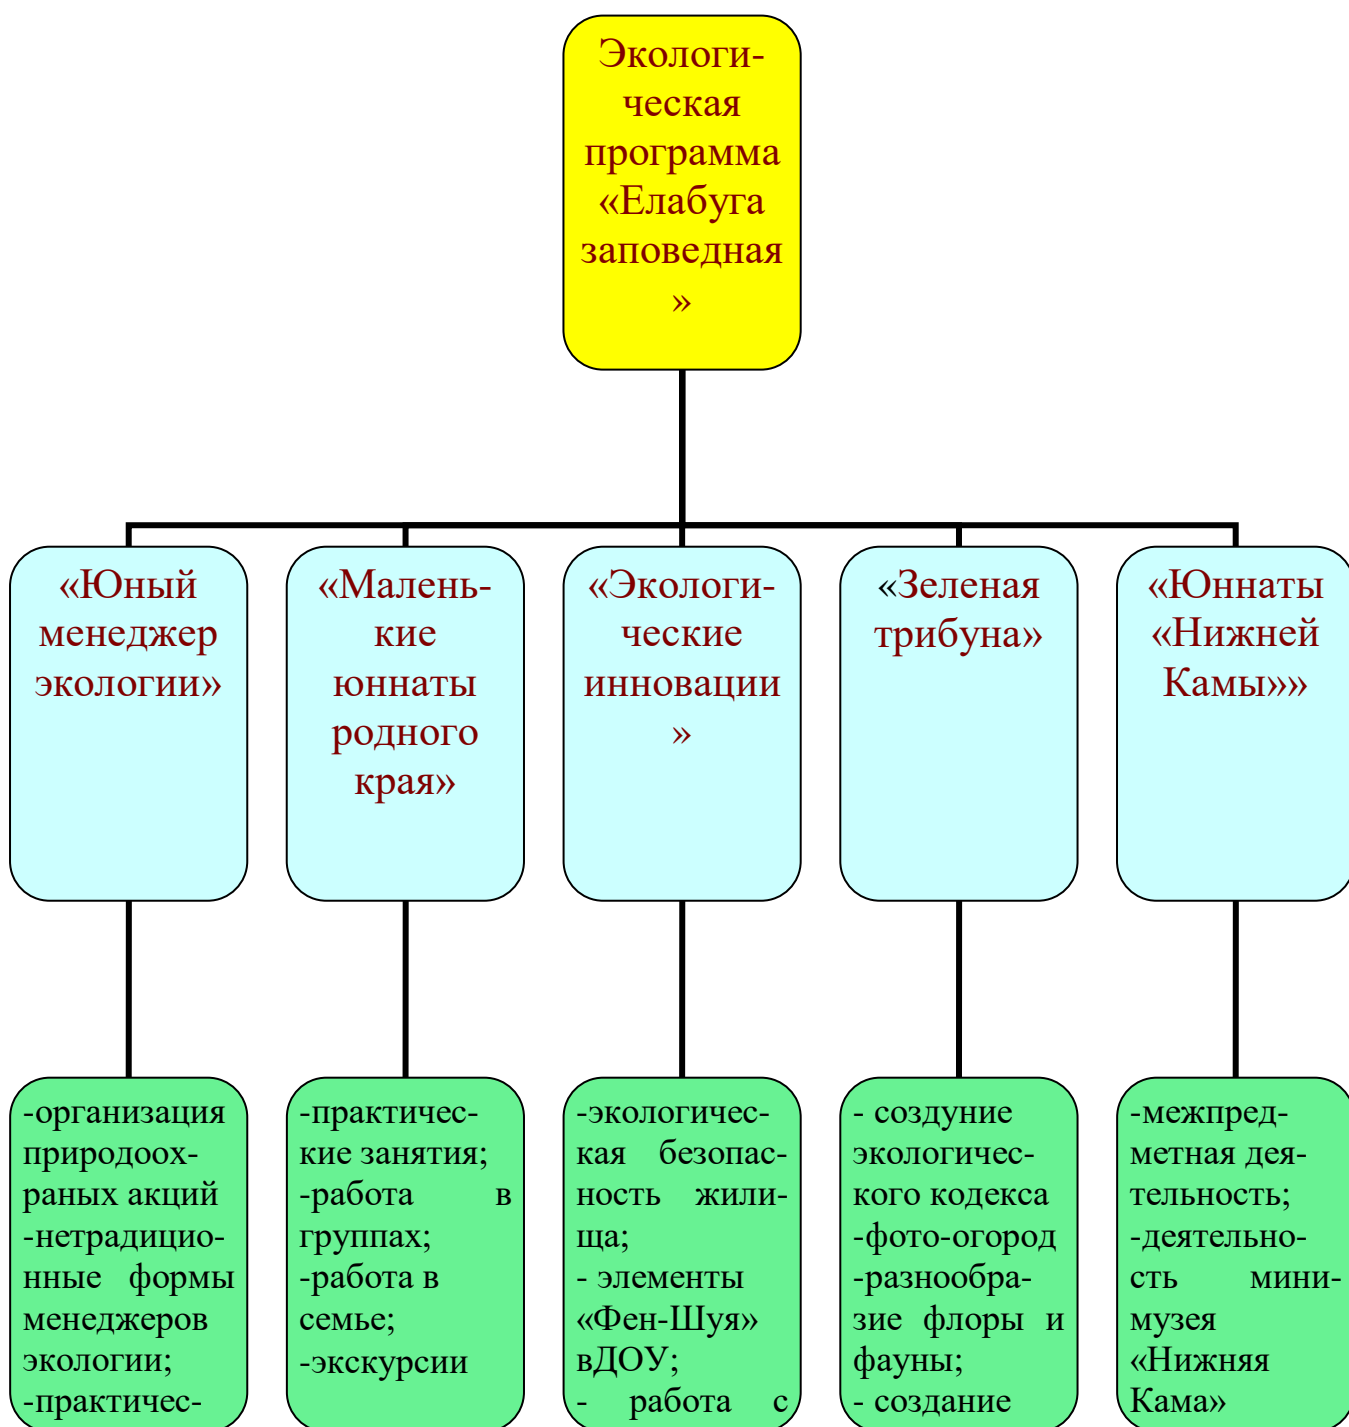 Экологи-
ческая
программа
«Елабуга
заповедная
»
«Юный
менеджер
экологии»
«Малень-
кие
юннаты
родного
края»
«Экологи-
ческие
инновации
»
«Зеленая
трибуна»
«Юннаты
«Нижней
Камы»»
-организация
природоох-
раных акций
-нетрадицио-
нные формы
менеджеров
экологии;
-практичес-
-практичес-
кие занятия;
-работа в
группах;
-работа в
семье;
-экскурсии
-экологичес-
кая безопас-
ность жили-
ща;
- элементы
«Фен-Шуя»
вДОУ;
- работа с
- создуние
экологичес-
кого кодекса
-фото-огород
-разнообра-
зие флоры и
фауны;
- создание
-межпред-
метная дея-
тельность;
-деятельно-
сть мини-
музея
«Нижняя
Кама»